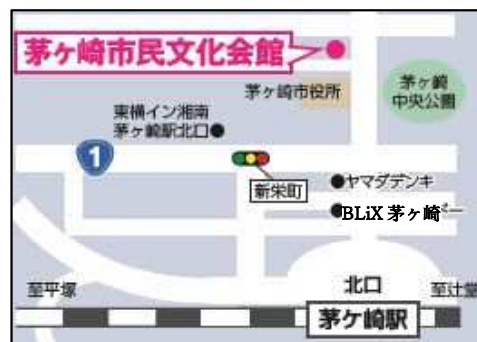 茅ヶ崎市民文化会館
茅ヶ崎市役所
茅ヶ崎
中央公園
東横イン湘南
茅ヶ崎駅北口
1
新栄町
ヤマダデンキ
BLiX 茅ヶ崎
北口
至平塚
至辻堂
茅ケ崎駅